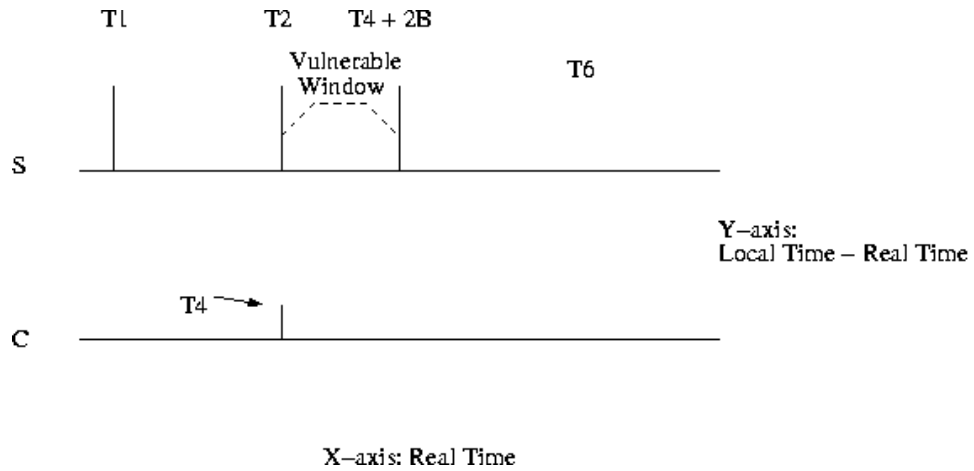 T1 T2 T4 + 2B
Vulnerable
Window
T6
S
Y–axis:
Local Time – Real Time
T4
C
X–axis: Real Time